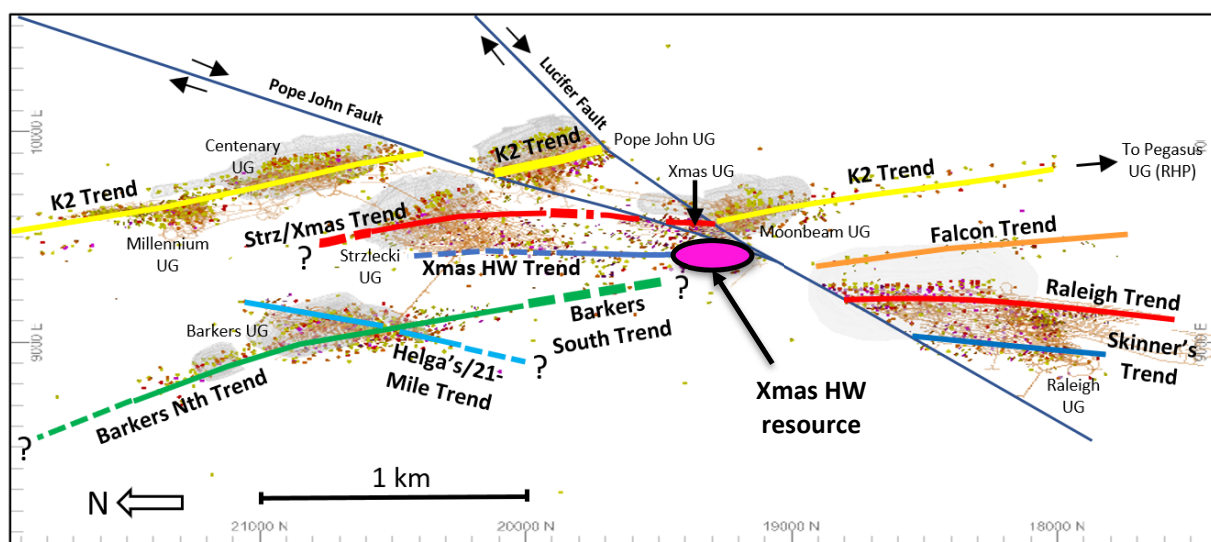 Pope John Fault
Lucifer Fault
10000 E
10
Centenary
UG
K2 Trend
Pope John UG
Xmas UG
K2 Trend
To Pegasus
UG (RHP)
K2 Trend
Millennium
UG
Strz/Xmas Trend
?
Strzlecki
UG
Xmas HW Trend
Moonbeam UG
Falcon Trend
?
Barkers UG
Barkers
South Trend
Raleigh Trend
Skinner's
Trend
Raleigh
UG
Helga's/21-
Mile Trend
?
Barkers Nth Trend
?
Xmas HW
resource
1 km
N
21000 N
20000 N
19000 N
18000 N